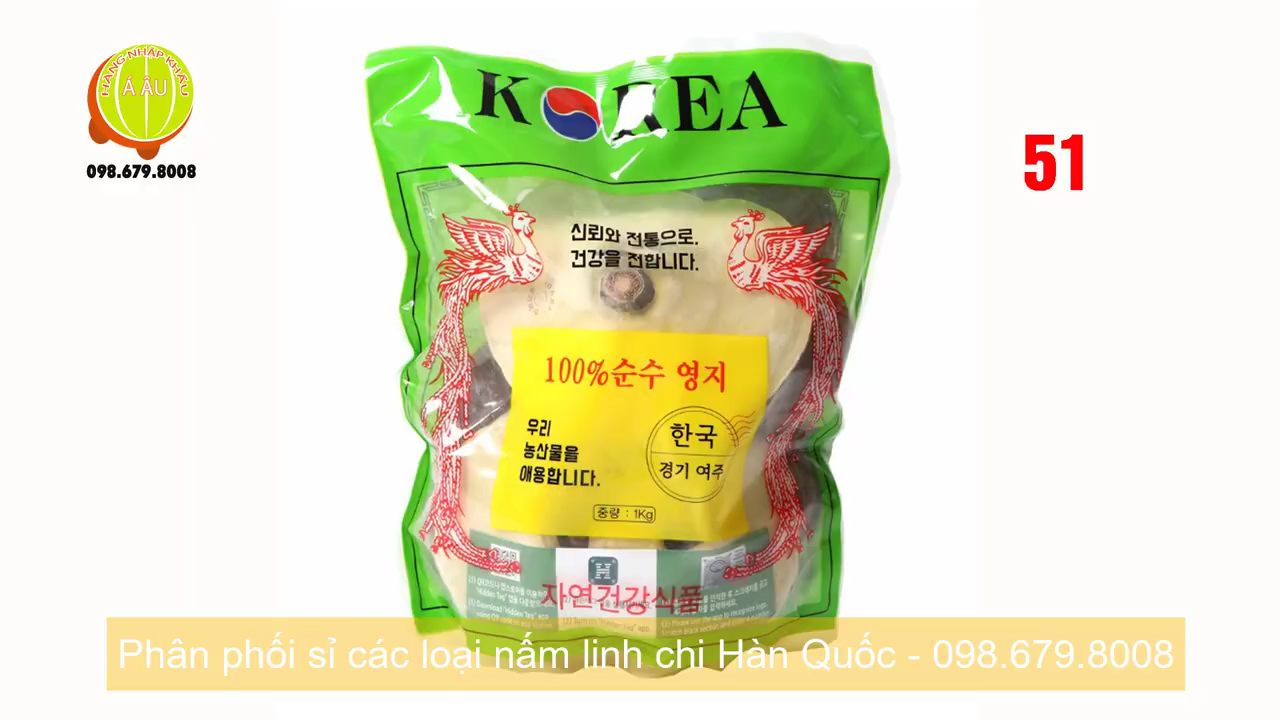 HÀNG NHẬP KHẨU
Á ÂU
098.679.8008
51
KOREA
신뢰와 전통으로.
건강을 전합니다.
100%순수 영지
우리
농산물을
애용합니다.
한국
경기 여주
중량 : 1Kg
H
자연건강식품
Phân phối sỉ các loại nấm linh chi Hàn Quốc - 098.679.8008